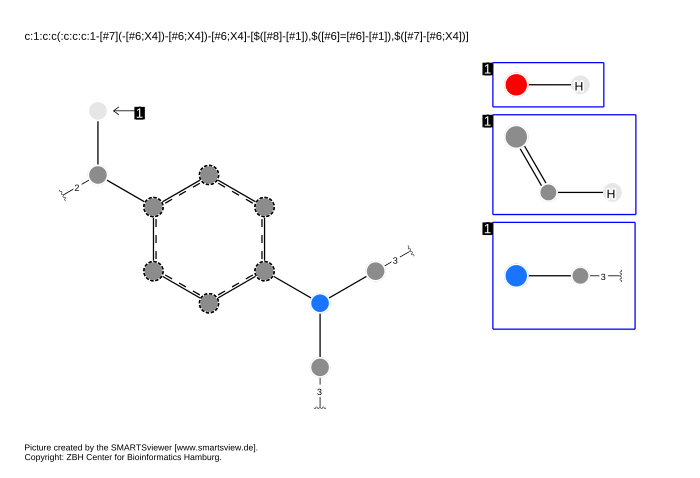 c:1:c:c(:c:c:c:1-[#7](-[#6;X4])-[#6;X4])-[#6;X4]-[$([#8]-[#1]),$([#6]=[#6]-[#1]),$([#7]-[#6;X4])]
1
H
1
1
2
H
1
3
3
3
Picture created by the SMARTSviewer [www.smartsview.de].
Copyright: ZBH Center for Bioinformatics Hamburg.